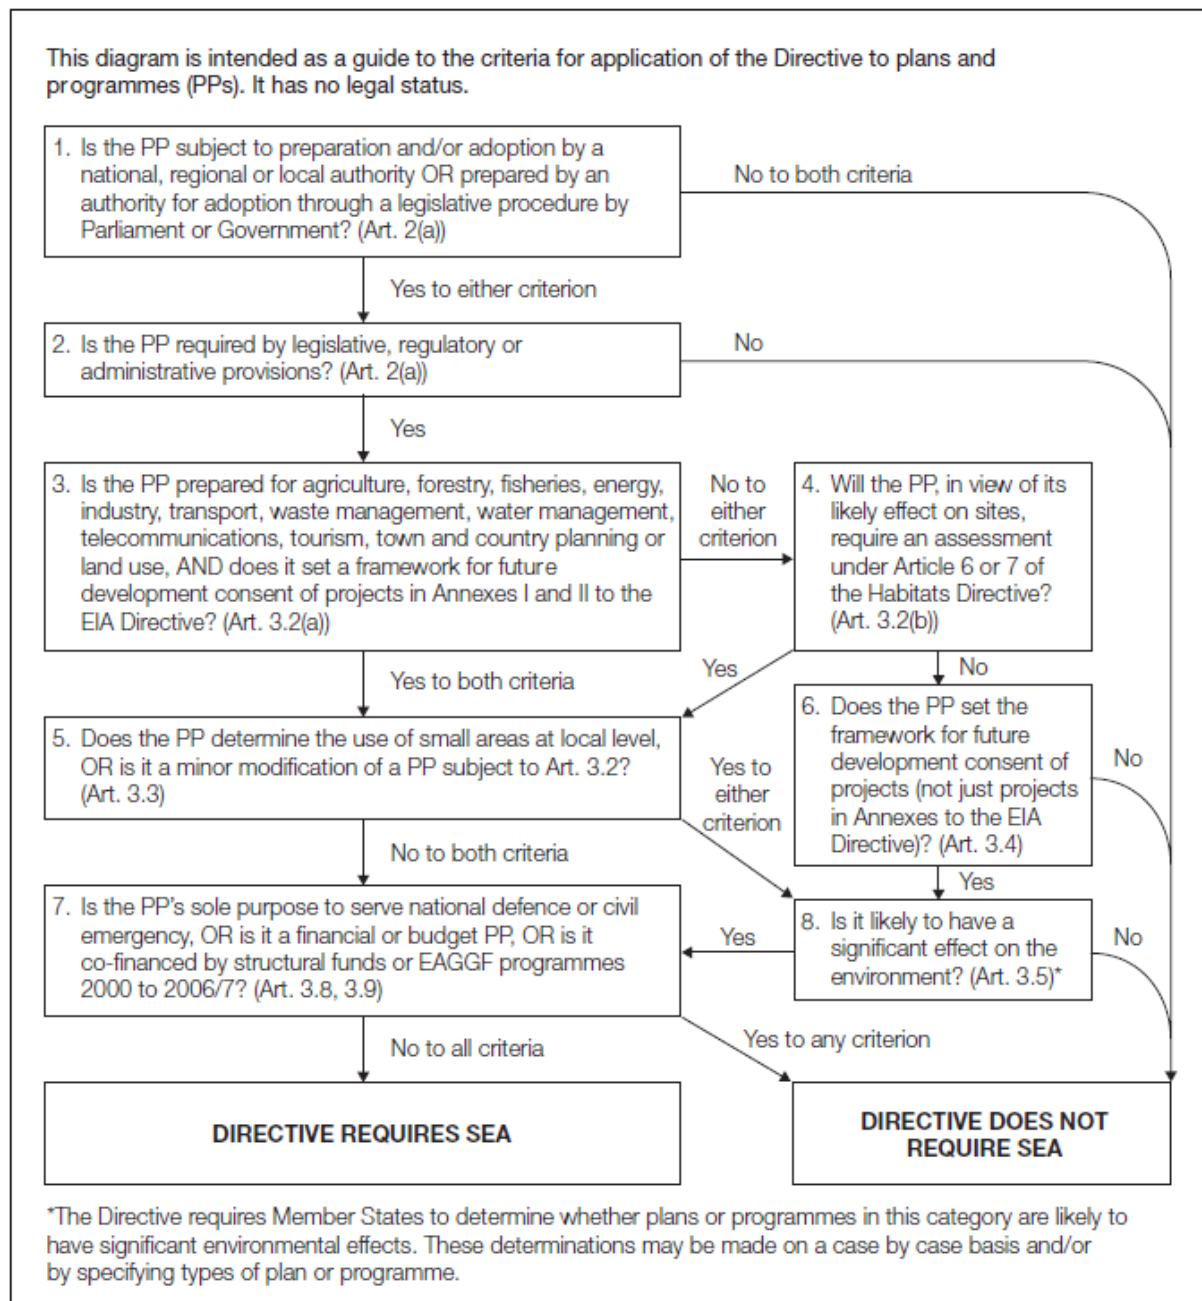 This diagram is intended as a guide to the criteria for application of the Directive to plans and
programmes (PPs). It has no legal status.
1. Is the PP subject to preparation and/or adoption by a
national, regional or local authority OR prepared by an
authority for adoption through a legislative procedure by
Parliament or Government? (Art. 2(a))
No to both criteria
Yes to either criterion
2. Is the PP required by legislative, regulatory or
administrative provisions? (Art. 2(a))
No
Yes
3. Is the PP prepared for agriculture, forestry, fisheries, energy,
industry, transport, waste management, water management,
telecommunications, tourism, town and country planning or
land use, AND does it set a framework for future
development consent of projects in Annexes I and II to the
EIA Directive? (Art. 3.2(a))
No to
either
criterion
4. Will the PP, in view of its
likely effect on sites,
require an assessment
under Article 6 or 7 of
the Habitats Directive?
(Art. 3.2(b))
Yes to both criteria
Yes
No
5. Does the PP determine the use of small areas at local level,
OR is it a minor modification of a PP subject to Art. 3.2?
(Art. 3.3)
Yes to
either
criterion
6. Does the PP set the
framework for future
development consent of
projects (not just projects
in Annexes to the EIA
Directive)? (Art. 3.4)
No
No to both criteria
Yes
7. Is the PP's sole purpose to serve national defence or civil
emergency, OR is it a financial or budget PP, OR is it
co-financed by structural funds or EAGGF programmes
2000 to 2006/7? (Art. 3.8, 3.9)
Yes
8. Is it likely to have a
significant effect on the
environment? (Art. 3.5)*
No
No to all criteria
Yes to any criterion
DIRECTIVE REQUIRES SEA
DIRECTIVE DOES NOT
REQUIRE SEA
*The Directive requires Member States to determine whether plans or programmes in this category are likely to
have significant environmental effects. These determinations may be made on a case by case basis and/or
by specifying types of plan or programme.